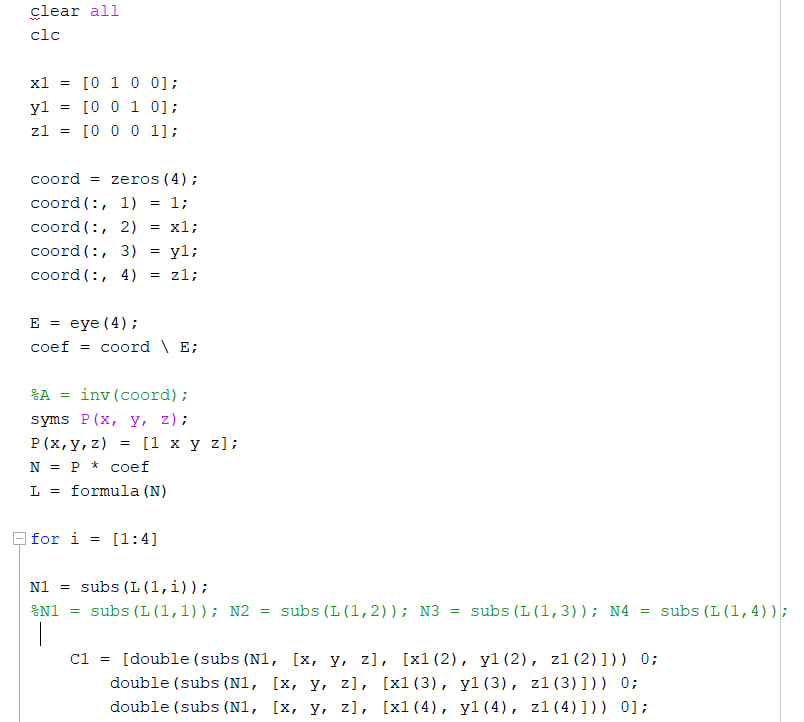 clear all
clc
x1 = [0 1 0 0];
y1 = [0 0 1 0];
z1 = [0 0 0 1];
coord = zeros(4);
coord(:, 1) = 1;
coord(:, 2) = x1;
coord(:, 3) = y1;
coord(:, 4) = z1;
E = eye(4);
coef = coord \ E;
%A = inv(coord);
syms P(x, y, z);
P(x,y,z) = [1 x y z];
N = P * coef
L = formula(N)
for i = [1:4]
N1 = subs(L(1,i));
%N1 = subs(L(1,1)); N2 = subs(L(1,2)); N3 = subs(L(1,3)); N4 = subs(L(1,4));
C1 = [double(subs(N1, [x, y, z], [x1(2), y1(2), z1(2)])) 0;
double(subs(N1, [x, y, z], [x1(3), y1(3), z1(3)])) 0;
double(subs(N1, [x, y, z], [x1(4), y1(4), z1(4)])) 0];